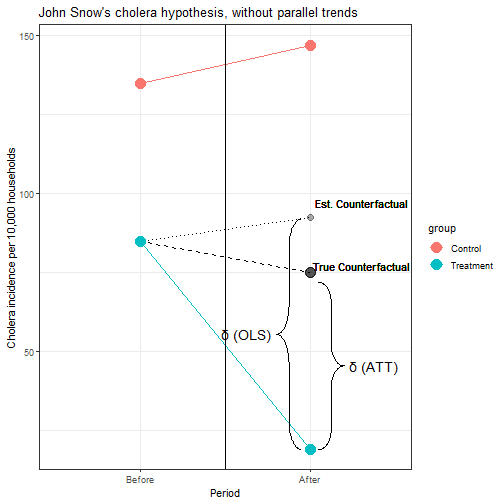 John Snow's cholera hypothesis, without parallel trends
150
100
50
Cholera incidence per 10,000 households
Est. Counterfactual
True Counterfactual
δ (OLS)
δ (ATT)
group
Control
Treatment
Before
After
Period